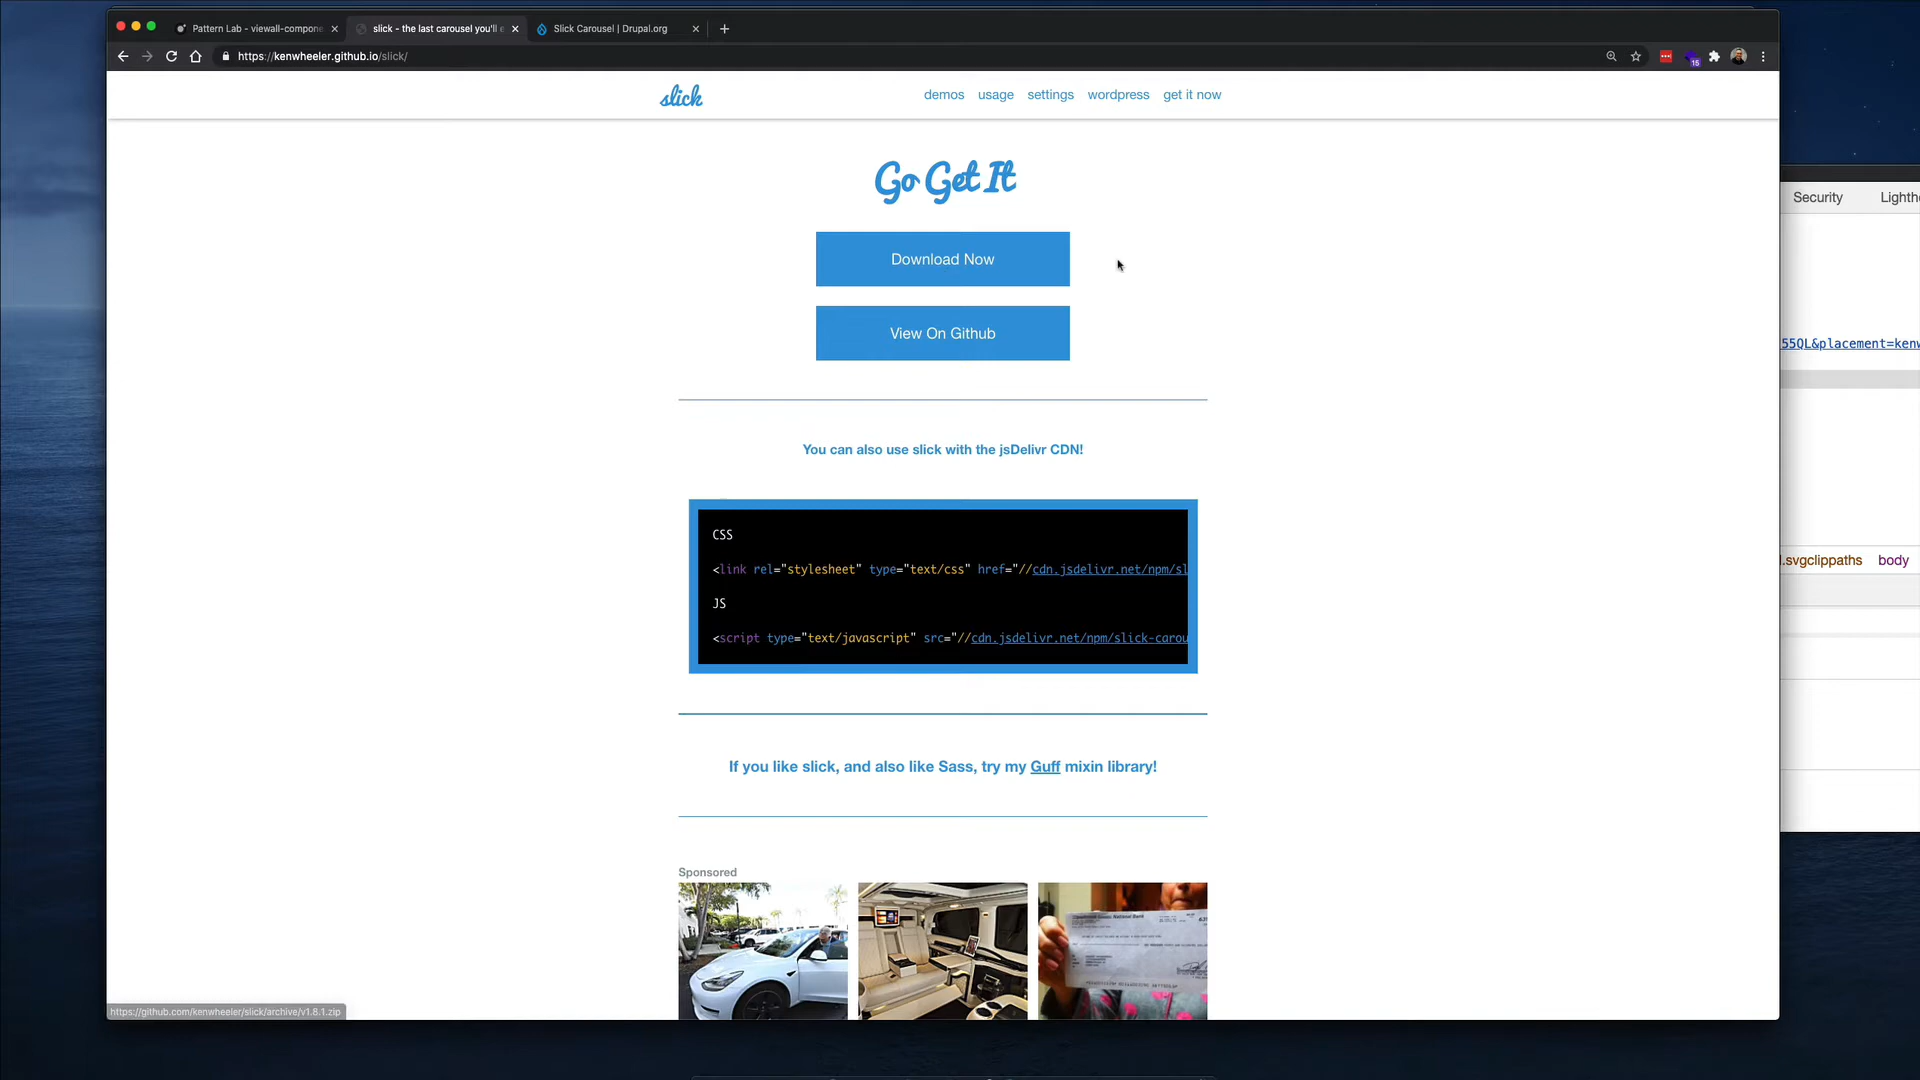 Pattern Lab - viewall-compone
slick - the last carousel you'll
Slick Carousel | Drupal.org
https://kenwheeler.github.io/slick/
15
slick
demos
usage
settings
wordpress
get it now
Security
Lighth
Go Get It
Download Now
View On Github
55QL&placement=kenw
You can also use slick with the jsDelivr CDN!
CSS
<link rel="stylesheet" type="text/css" href="//cdn.jsdelivr.net/npm/sl
JS
<script type="text/javascript" src="//cdn.jsdelivr.net/npm/slick-carou
.svgclippaths
body
If you like slick, and also like Sass, try my Guff mixin library!
Sponsored
https://github.com/kenwheeler/slick/archive/v1.8.1.zip